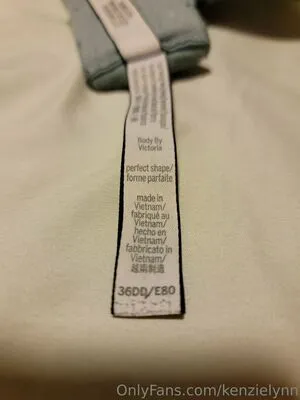 Body By
Victoria
perfect shape/
forme parfaite
made in
Vietnam/
fabriqué au
Vietnam/
hecho en
Vietnam/
fabbricato in
Vietnam/
越南制造
36DD/E80
OnlyFans.com/kenzielynn